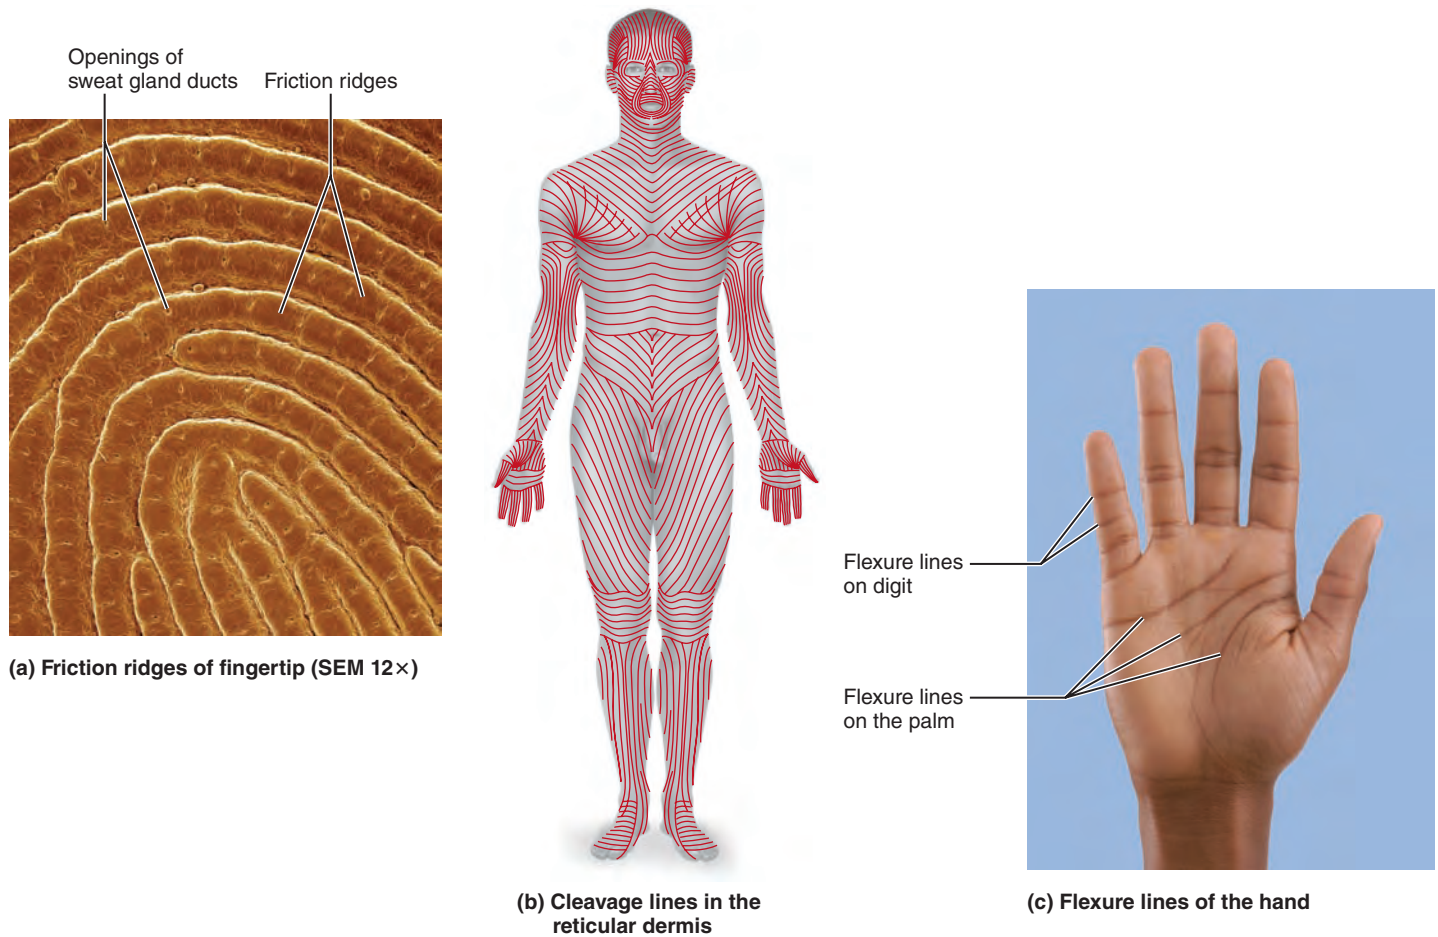 Openings of
sweat gland ducts
Friction ridges
(a) Friction ridges of fingertip (SEM 12×)
(b) Cleavage lines in the
reticular dermis
Flexure lines
on digit
Flexure lines
on the palm
(c) Flexure lines of the hand